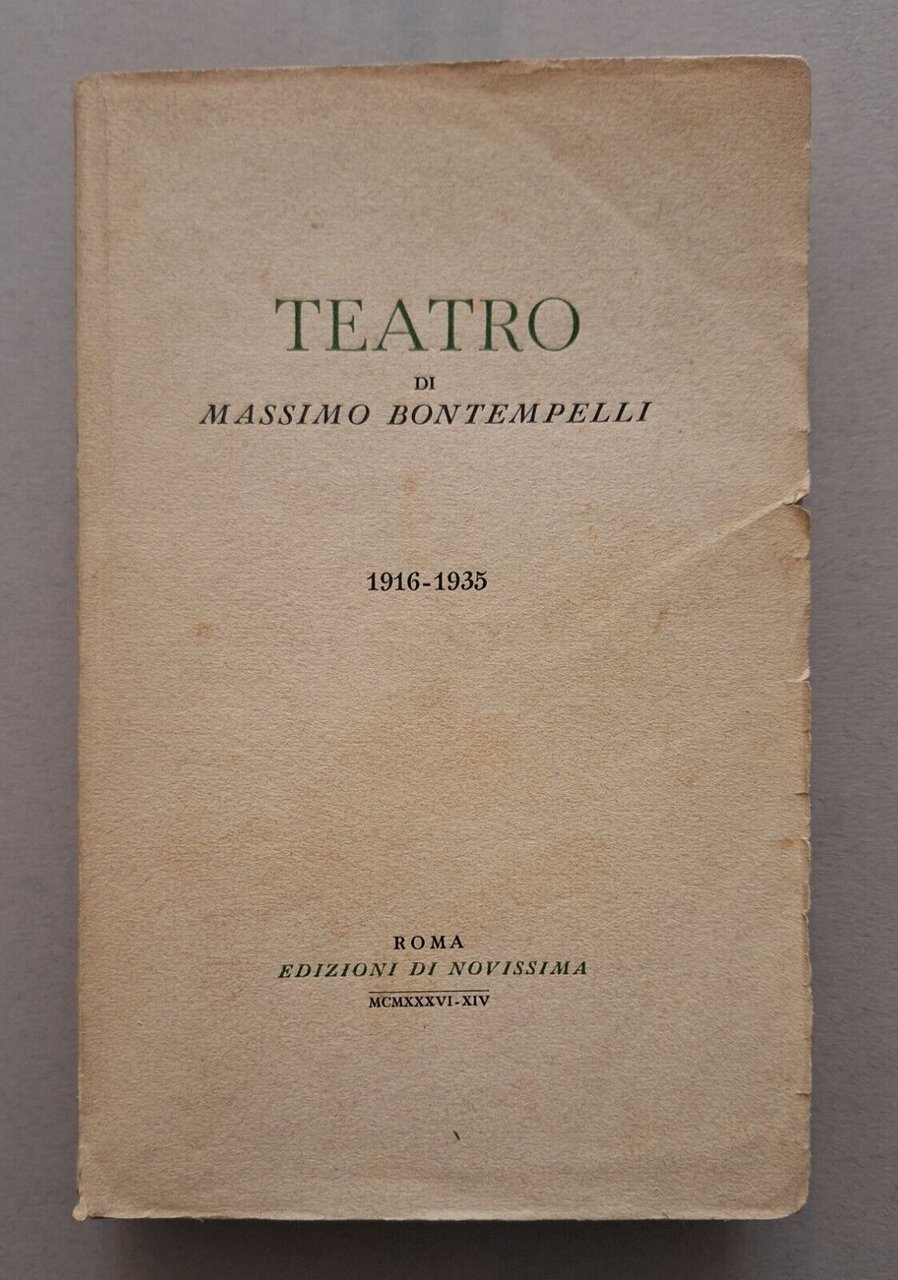 TEATRO
DI
MASSIMO BONTEMPELLI
1916-1935
ROMA
EDIZIONI DI NOVISSIMA
MCMXXXVI-XIV